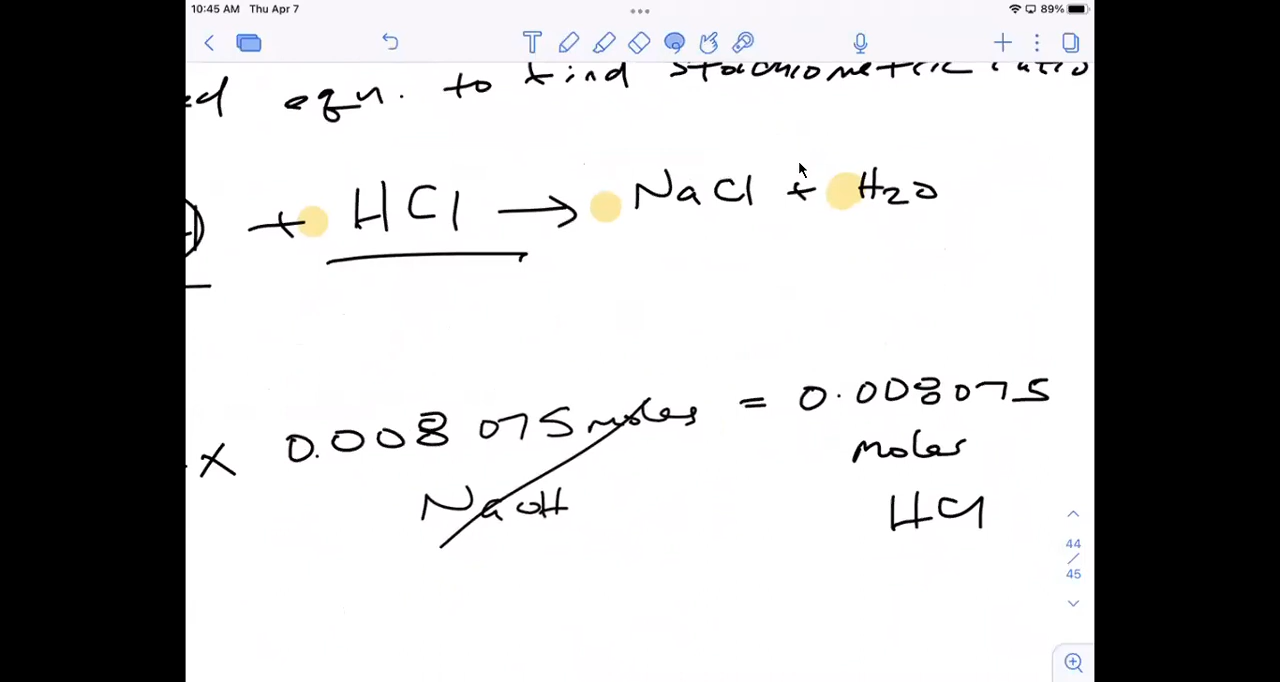 10:45 AM Thu Apr 7
89%
eqn. to find stoichiometric ratio
+ HCl → NaCl + H2O
x 0.008075 moles = 0.008075
moles
NaOH HCl
44
45